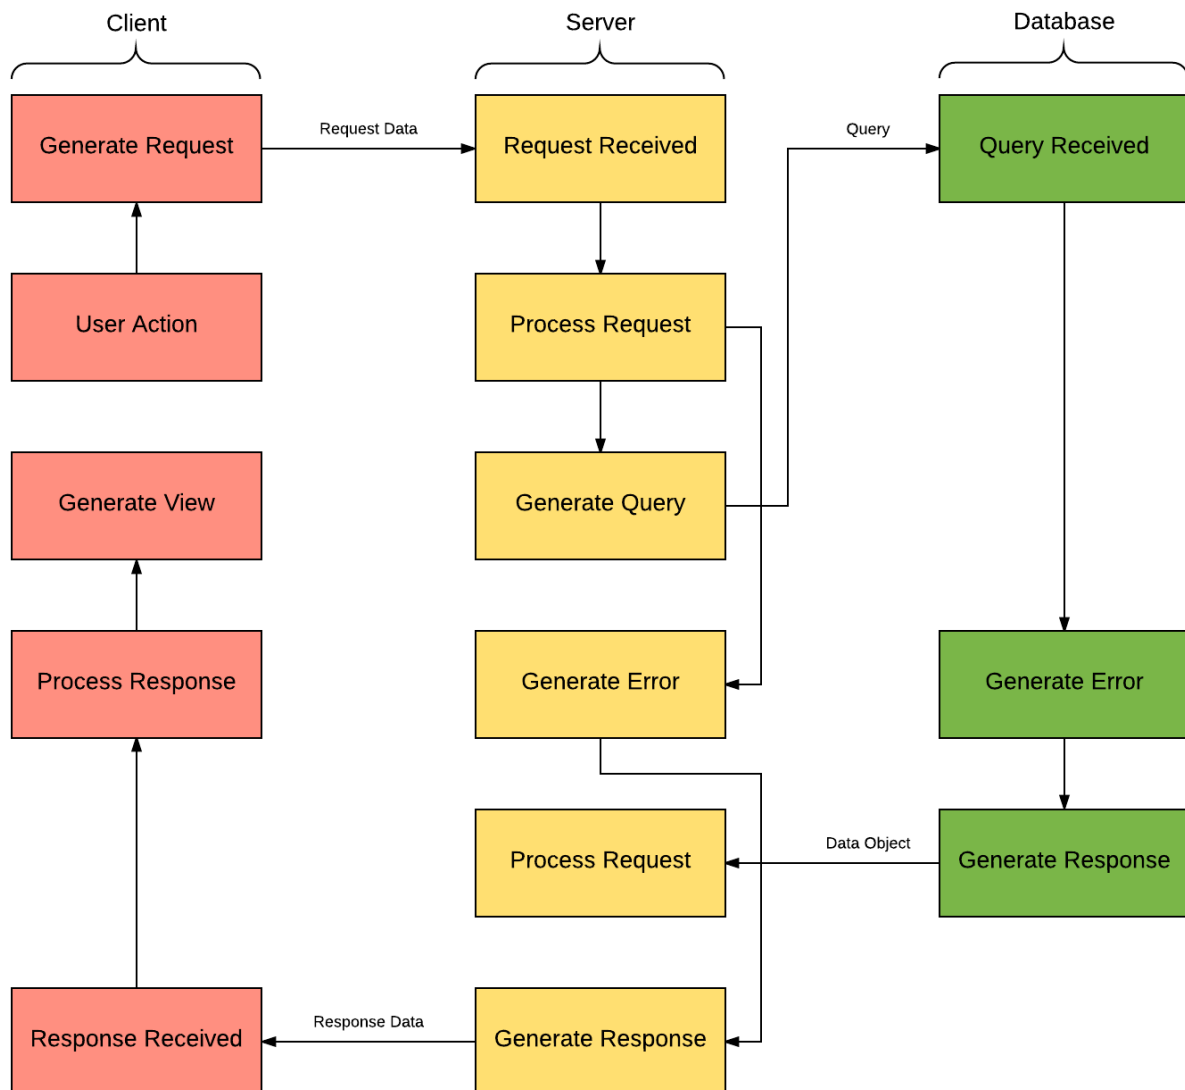 Client
Server
Database
Generate Request
Request Data
Request Received
Query
Query Received
User Action
Process Request
Generate View
Generate Query
Process Response
Generate Error
Generate Error
Process Request
Data Object
Generate Response
Response Received
Response Data
Generate Response